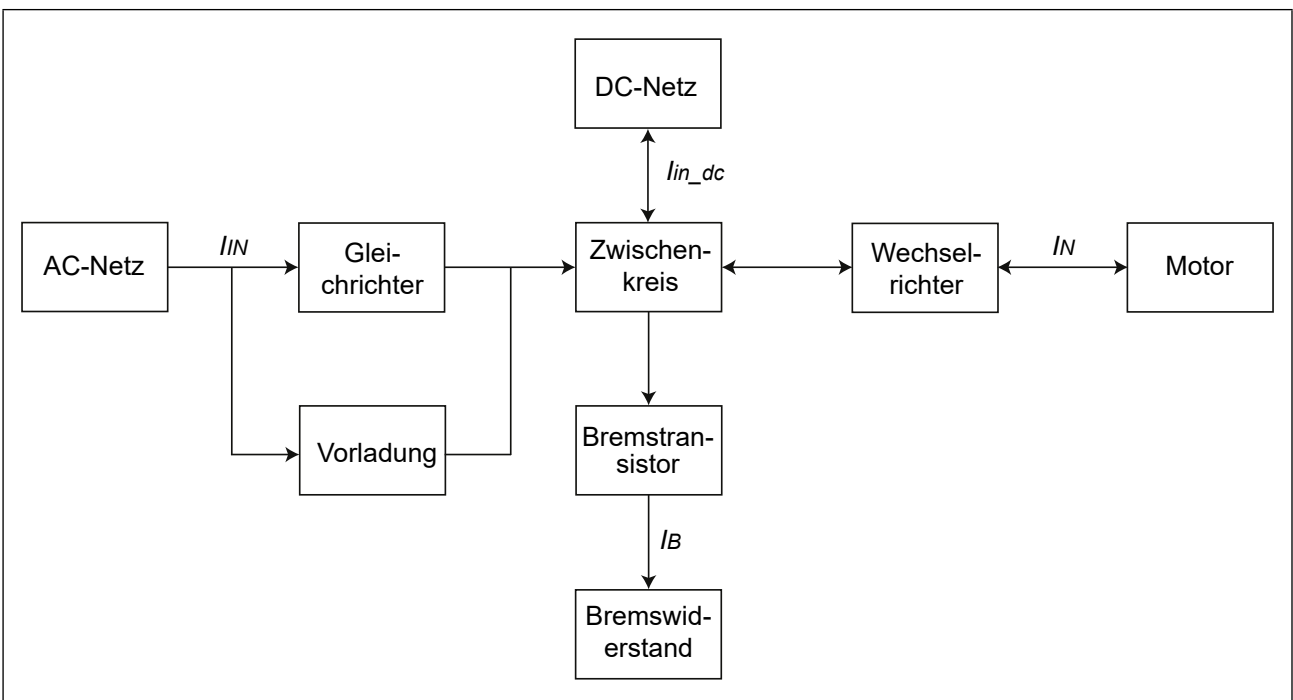 DC-Netz
Iin_dc
AC-Netz
IIN
Glei-
chrichter
Zwischen-
kreis
Wechsel-
richter
IN
Motor
Vorladung
Bremstran-
sistor
IB
Bremswid-
erstand